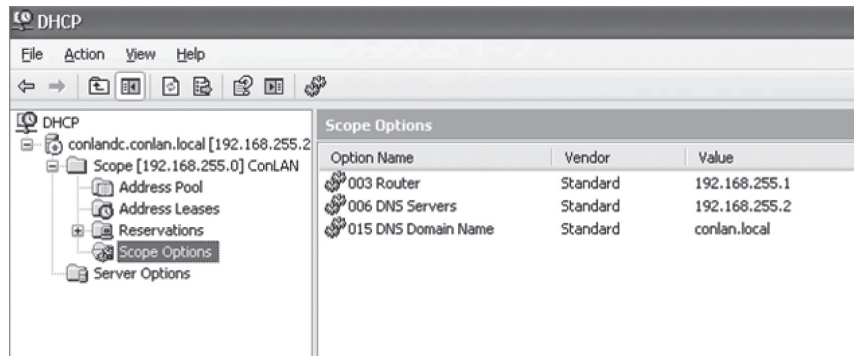 DHCP
File Action View Help
DHCP
conlandc.conlan.local [192.168.255.2
Scope [192.168.255.0] ConLAN
Address Pool
Address Leases
Reservations
Scope Options
Server Options
Scope Options
Option Name Vendor Value
003 Router Standard 192.168.255.1
006 DNS Servers Standard 192.168.255.2
015 DNS Domain Name Standard conlan.local